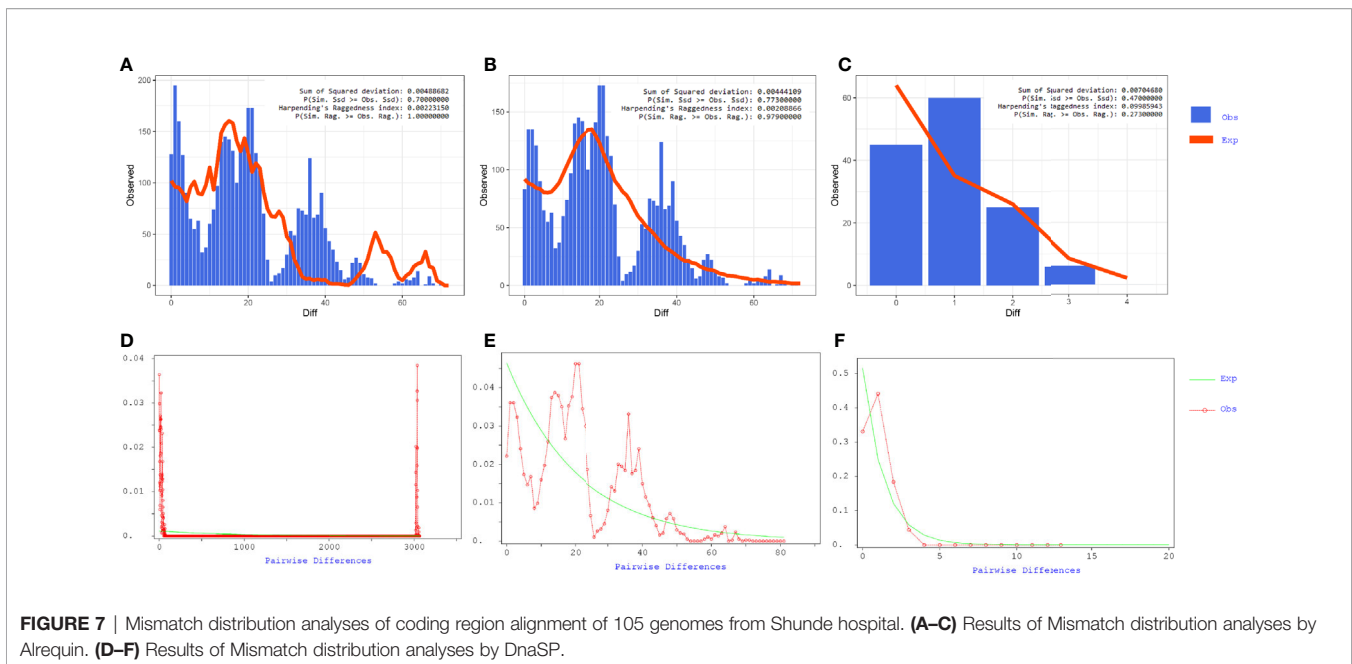 A
Sum of Squared deviation: 0.00488682
P(Sim. Ssd >= Obs. Ssd): 0.70000000
Harpending's Raggedness index: 0.00223150
P(Sim. Rag. >= Obs. Rag.): 1.00000000
Observed
200
150
100
50
0
0
20
40
60
Diff
B
Sum of Squared deviation: 0.00444109
P(Sim. Ssd >= Obs. Ssd): 0.77300000
Harpending's Raggedness index: 0.00208866
P(Sim. Rag. >= Obs. Rag.): 0.97900000
Observed
150
100
50
0
0
20
40
60
Diff
C
Sum of Squared deviation: 0.00704680
P(Sim. Ssd >= Obs. Ssd): 0.47000000
Harpending's Raggedness index: 0.09985943
P(Sim. Rag. >= Obs. Rag.): 0.27300000
Observed
60
40
20
0
0
1
2
3
4
Diff
Obs
Exp
D
0.04
0.03
0.02
0.01
0.
0
1000
2000
3000
Pairwise Differences
E
0.04
0.03
0.02
0.01
0.
0
20
40
60
80
Pairwise Differences
F
0.5
0.4
0.3
0.2
0.1
0.
0
5
10
15
20
Pairwise Differences
Exp
Obs
FIGURE 7 | Mismatch distribution analyses of coding region alignment of 105 genomes from Shunde hospital. (A–C) Results of Mismatch distribution analyses by
Alrequin. (D–F) Results of Mismatch distribution analyses by DnaSP.